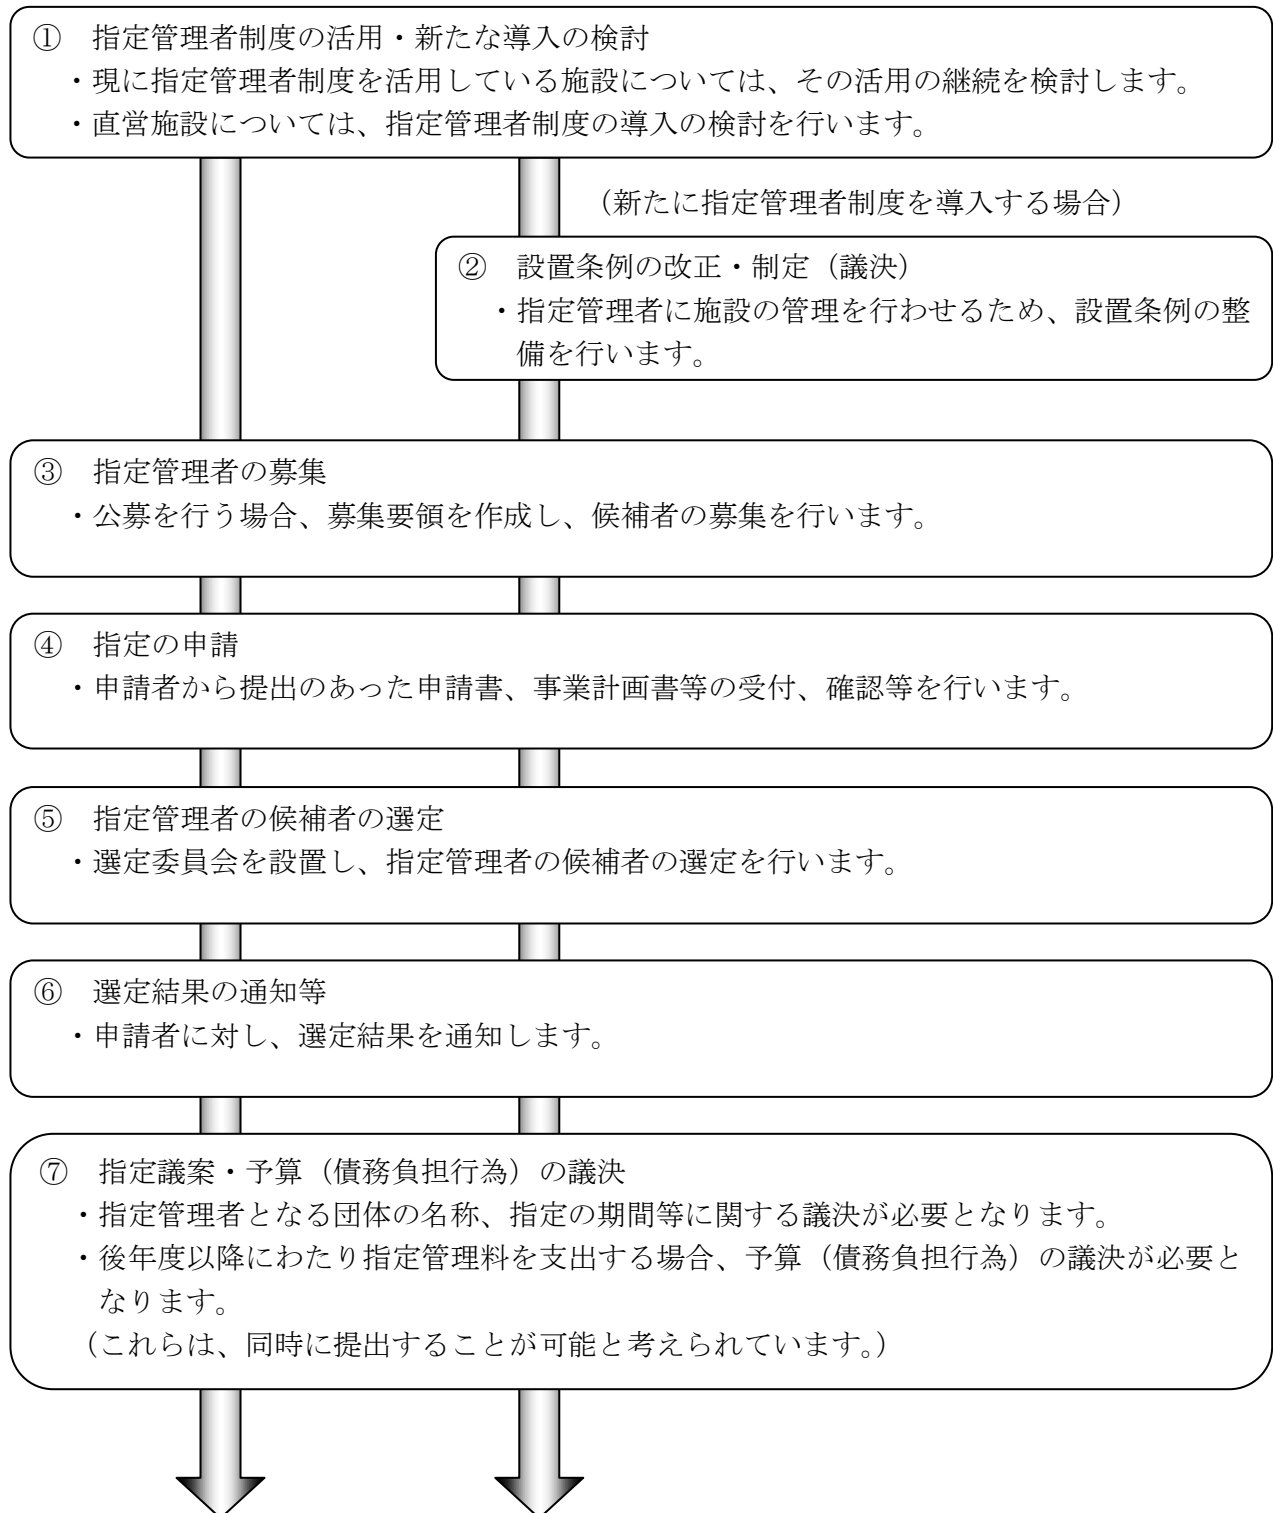 ① 指定管理者制度の活用・新たな導入の検討
・現に指定管理者制度を活用している施設については、その活用の継続を検討します。
・直営施設については、指定管理者制度の導入の検討を行います。
（新たに指定管理者制度を導入する場合）
② 設置条例の改正・制定（議決）
・指定管理者に施設の管理を行わせるため、設置条例の整
備を行います。
③ 指定管理者の募集
・公募を行う場合、募集要領を作成し、候補者の募集を行います。
④ 指定の申請
・申請者から提出のあった申請書、事業計画書等の受付、確認等を行います。
⑤ 指定管理者の候補者の選定
・選定委員会を設置し、指定管理者の候補者の選定を行います。
⑥ 選定結果の通知等
・申請者に対し、選定結果を通知します。
⑦ 指定議案・予算（債務負担行為）の議決
・指定管理者となる団体の名称、指定の期間等に関する議決が必要となります。
・後年度以降にわたり指定管理料を支出する場合、予算（債務負担行為）の議決が必要と
なります。
（これらは、同時に提出することが可能と考えられています。）